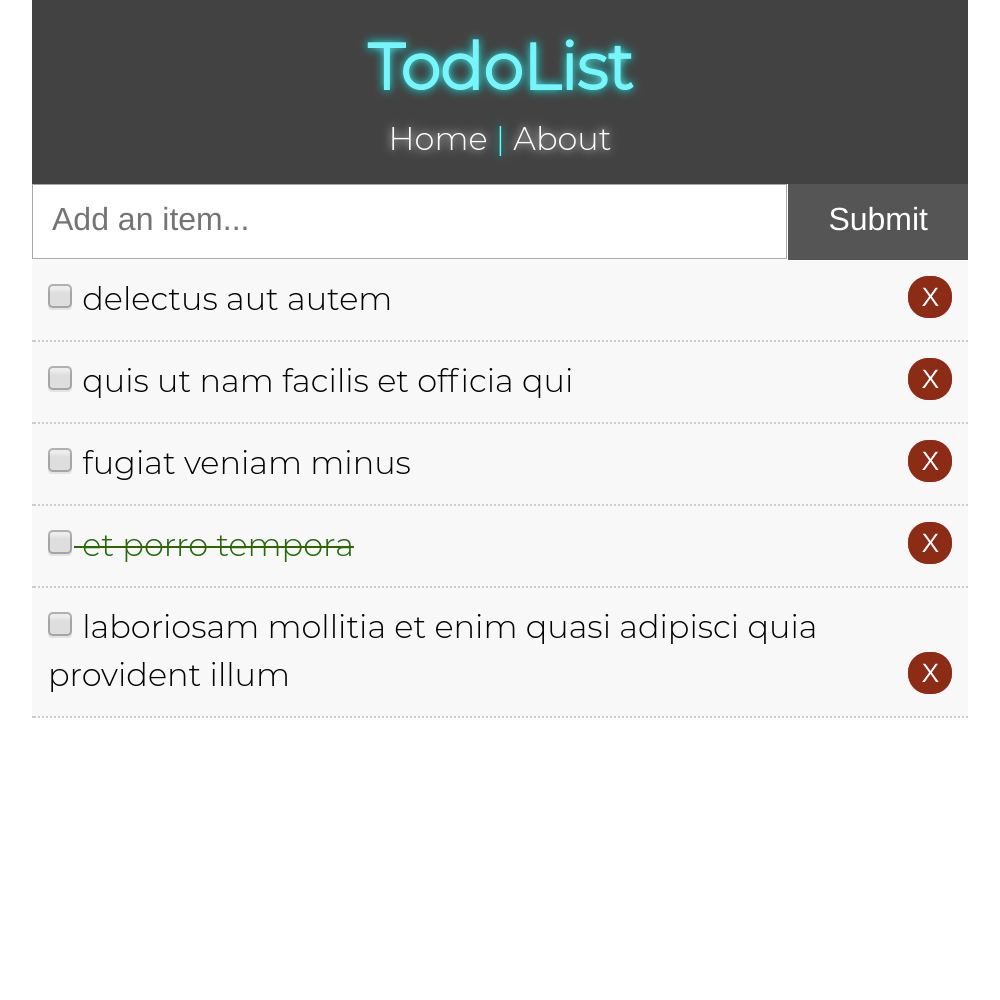 TodoList
Home | About
Add an item... Submit
delectus aut autem X
quis ut nam facilis et officia qui X
fugiat veniam minus X
et porro tempora X
laboriosam mollitia et enim quasi adipisci quia
provident illum X